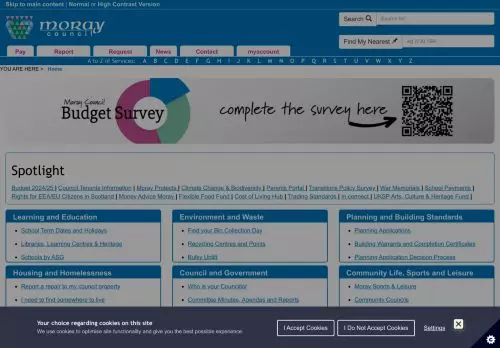 Skip to main content | Normal or High Contrast Version
moray
council
Search
Find My Nearest
Pay
Report
Request
News
Contact
myaccount
A to Z of Services: A B C D E F G H I J K L M N O P Q R S T U V W X Y Z
YOU ARE HERE > Home
Moray Council
Budget Survey
complete the survey here
Spotlight
Budget 2024/25 | Council Tenants Information | Moray Protects | Climate Change & Biodiversity | Parents Portal | Transitions Policy Survey | War Memorials | School Payments |
Rights for EEA/EU Citizens in Scotland | Money Advice Moray | Flexible Food Fund | Cost of Living Hub | Trading Standards | In connect | UKSP Arts, Culture & Heritage Fund |
Learning and Education
School Term Dates and Holidays
Libraries, Learning Centres & Heritage
Schools by ASG
Environment and Waste
Find your Bin Collection Day
Recycling Centres and Points
Bulky Uplift
Planning and Building Standards
Planning Applications
Building Warrants and Completion Certificates
Planning Application Decision Process
Housing and Homelessness
Report a repair to my council property
I need to find somewhere to live
Council and Government
Who is your Councillor
Committee Minutes, Agendas and Reports
Community Life, Sports and Leisure
Moray Sports & Leisure
Community Councils
Your choice regarding cookies on this site
We use cookies to optimise site functionality and give you the best possible experience.
I Accept Cookies
I Do Not Accept Cookies
Settings